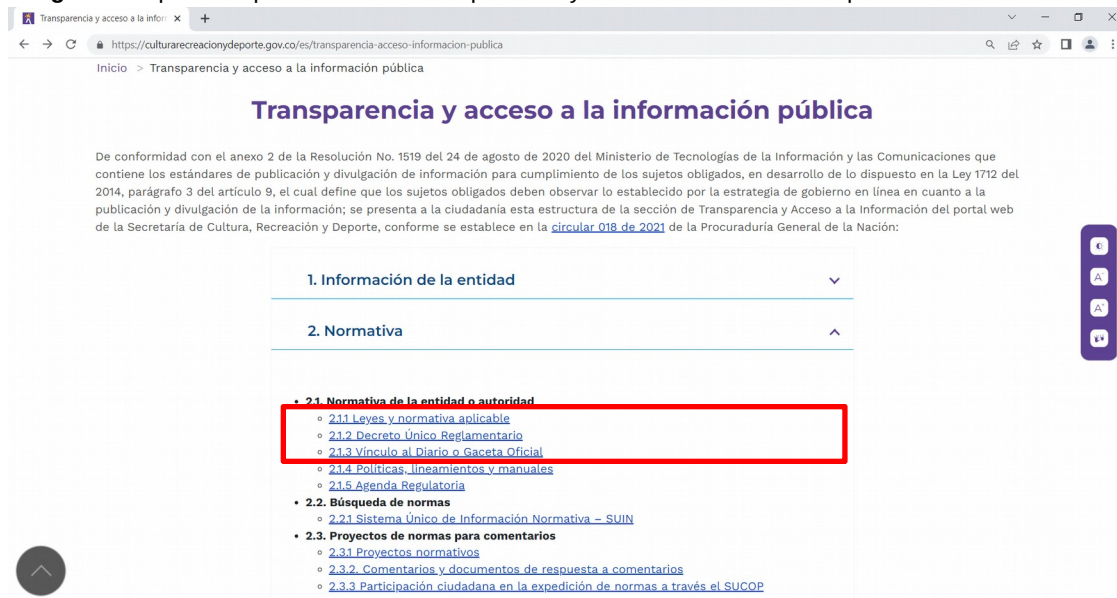 Transparencia y acceso a la infor
https://culturarecreacionydeporte.gov.co/es/transparencia-acceso-informacion-publica
Inicio > Transparencia y acceso a la información pública
Transparencia y acceso a la información pública
De conformidad con el anexo 2 de la Resolución No. 1519 del 24 de agosto de 2020 del Ministerio de Tecnologías de la Información y las Comunicaciones que
contiene los estándares de publicación y divulgación de información para cumplimiento de los sujetos obligados, en desarrollo de lo dispuesto en la Ley 1712 del
2014, parágrafo 3 del artículo 9, el cual define que los sujetos obligados deben observar lo establecido por la estrategia de gobierno en línea en cuanto a la
publicación y divulgación de la información; se presenta a la ciudadanía esta estructura de la sección de Transparencia y Acceso a la Información del portal web
de la Secretaría de Cultura, Recreación y Deporte, conforme se establece en la circular 018 de 2021 de la Procuraduría General de la Nación:
1. Información de la entidad
2. Normativa
• 2.1. Normativa de la entidad o autoridad
◦ 2.1.1 Leyes y normativa aplicable
◦ 2.1.2 Decreto Único Reglamentario
◦ 2.1.3 Vínculo al Diario o Gaceta Oficial
◦ 2.1.4 Políticas, lineamientos y manuales
◦ 2.1.5 Agenda Regulatoria
• 2.2. Búsqueda de normas
◦ 2.2.1 Sistema Único de Información Normativa – SUIN
• 2.3. Proyectos de normas para comentarios
◦ 2.3.1 Proyectos normativos
◦ 2.3.2. Comentarios y documentos de respuesta a comentarios
◦ 2.3.3 Participación ciudadana en la expedición de normas a través el SUCOP